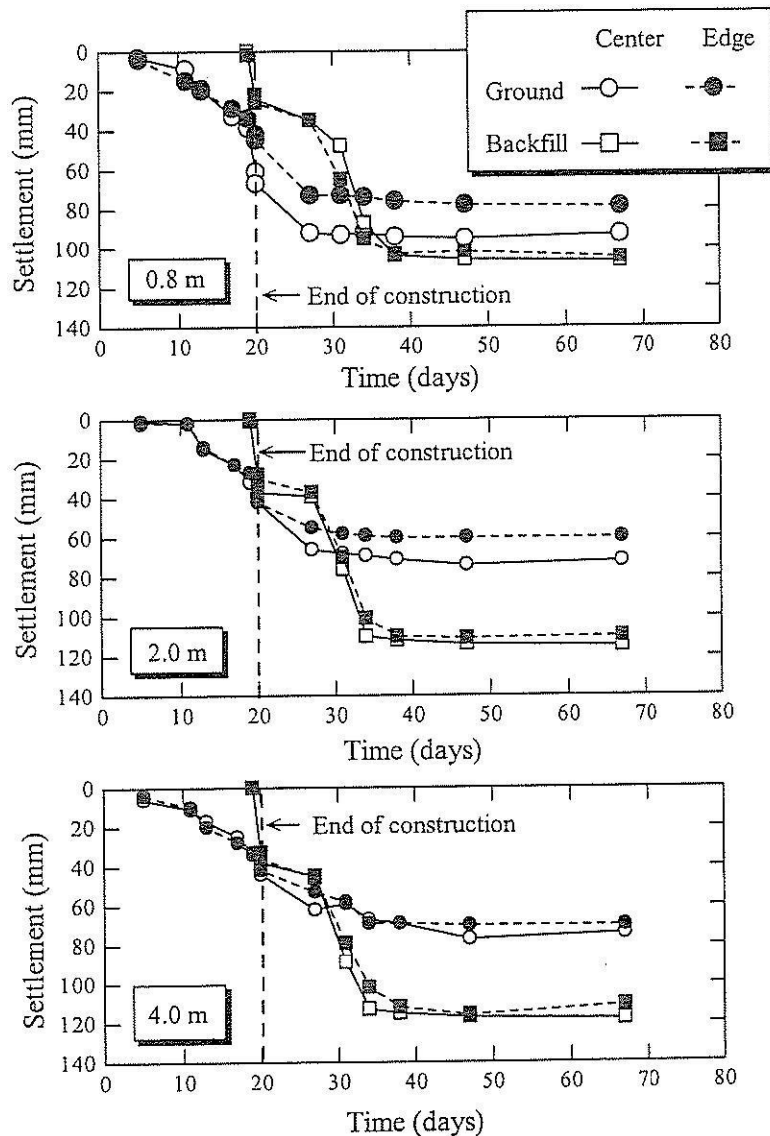 Center Edge
Ground
Backfill
0
20
40
60
80
100
120
140
Settlement (mm)
0.8 m
End of construction
0 10 20 30 40 50 60 70 80
Time (days)
0
20
40
60
80
100
120
140
Settlement (mm)
2.0 m
End of construction
0 10 20 30 40 50 60 70 80
Time (days)
0
20
40
60
80
100
120
140
Settlement (mm)
4.0 m
End of construction
0 10 20 30 40 50 60 70 80
Time (days)